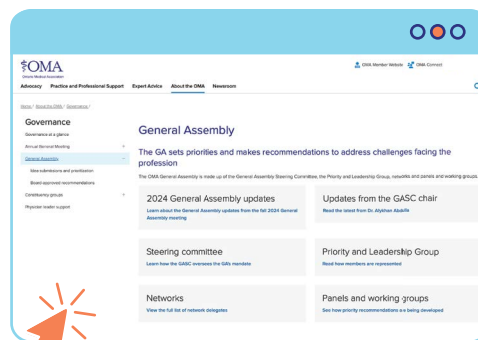 OMA
Ontario Medical Association
OMA Member Website OMA Connect
Advocacy Practice and Professional Support Expert Advice About the OMA Newsroom
Home / About the OMA / Governance /
Governance
Governance at a glance
Annual General Meeting +
General Assembly −
Issue submissions and prioritization
Board-approved recommendations
Constituency groups +
Physician leader support
General Assembly
The GA sets priorities and makes recommendations to address challenges facing the
profession
The OMA General Assembly is made up of the General Assembly Steering Committee, the Priority and Leadership Group, networks and panels and working groups.
2024 General Assembly updates
Learn about the General Assembly updates from the fall 2024 General
Assembly meeting
Updates from the GASC chair
Read the latest from Dr. Alykhan
Steering committee
Learn how the GASC oversees the GA's mandate
Priority and Leadership Group
Read how members are represented
Networks
View the full list of network delegates
Panels and working groups
See how priority recommendations are being developed